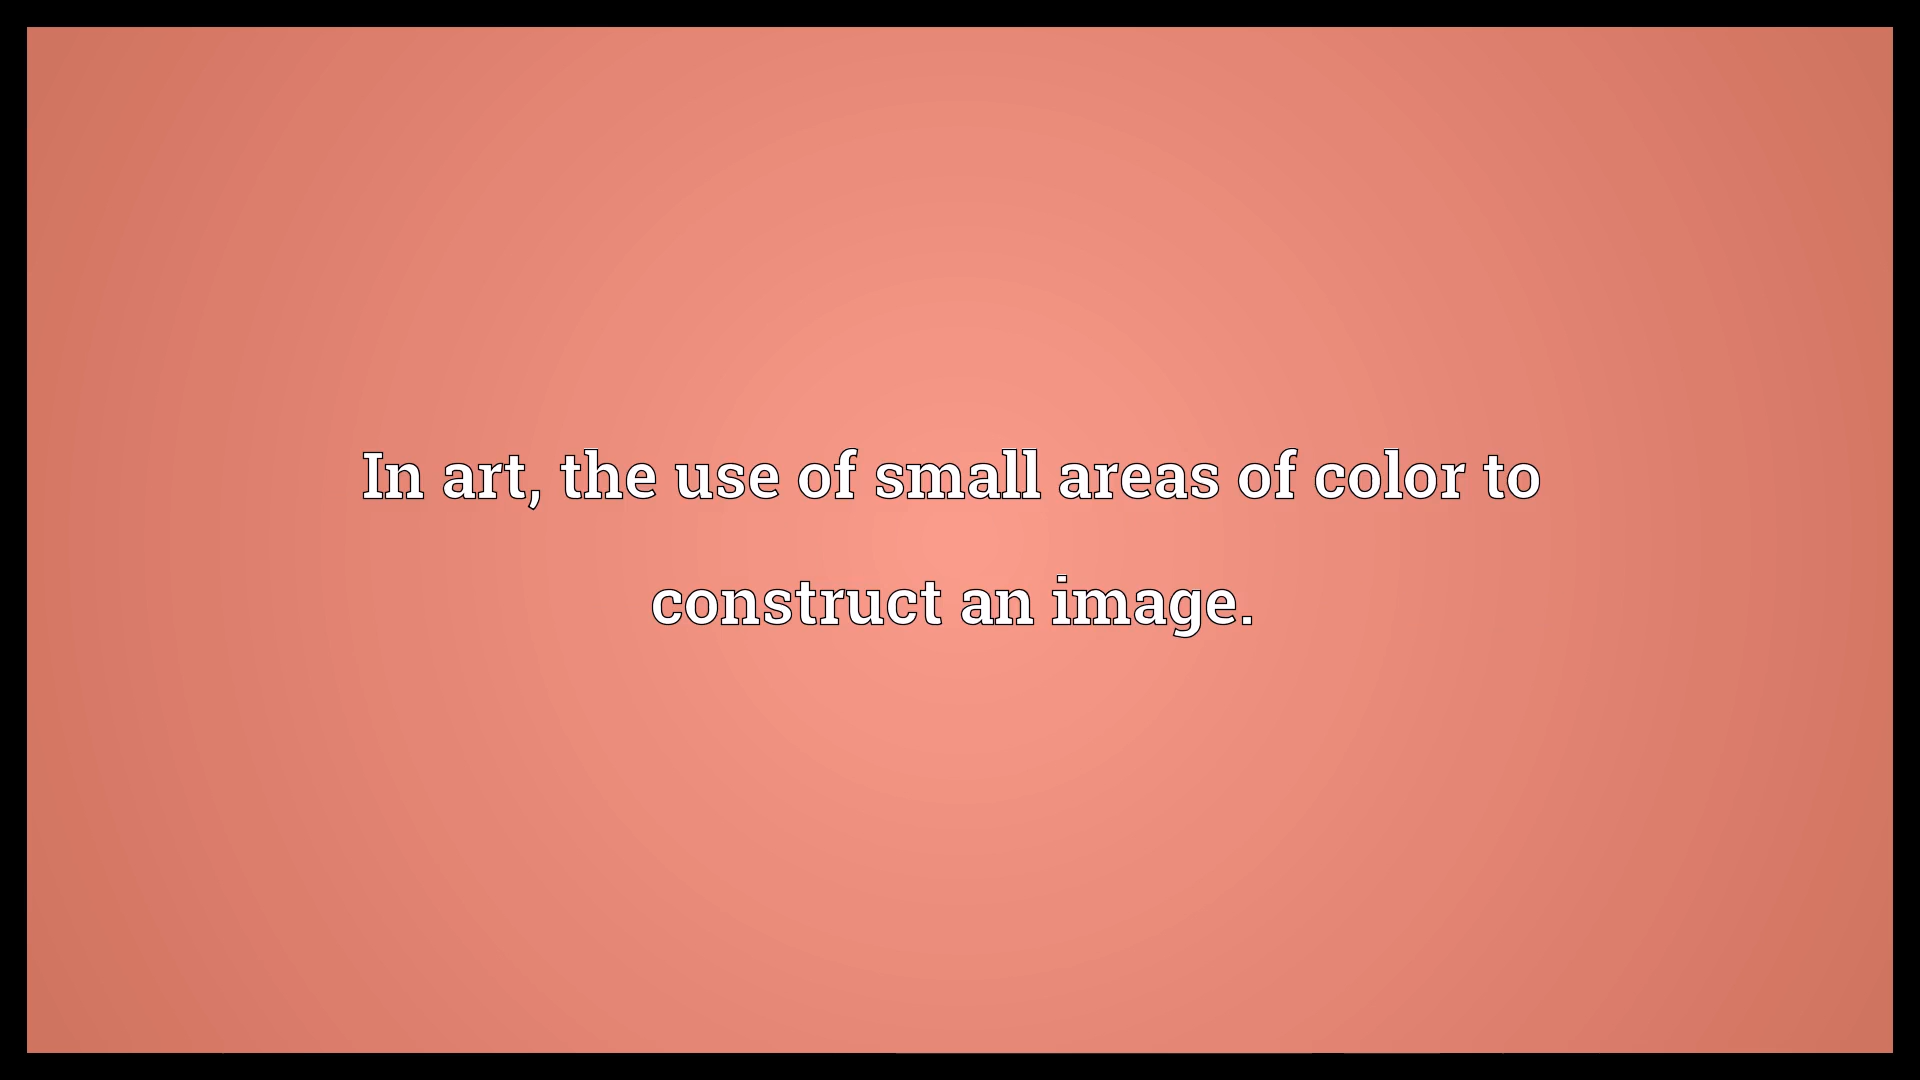 In art, the use of small areas of color to
construct an image.